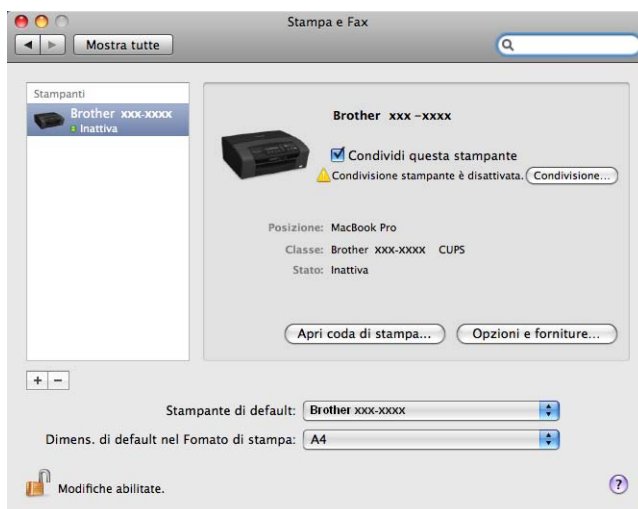 Stampa e Fax
Mostra tutte
Stampanti
Brother xxx-xxxx
Inattiva
Brother xxx -xxxx
Condividi questa stampante
Condivisione stampante è disattivata. Condivisione...
Posizione: MacBook Pro
Classe: Brother xxx-xxxx CUPS
Stato: Inattiva
Apri coda di stampa... Opzioni e forniture...
+ -
Stampante di default: Brother xxx-xxxx
Dimens. di default nel Fomato di stampa: A4
Modifiche abilitate. ?